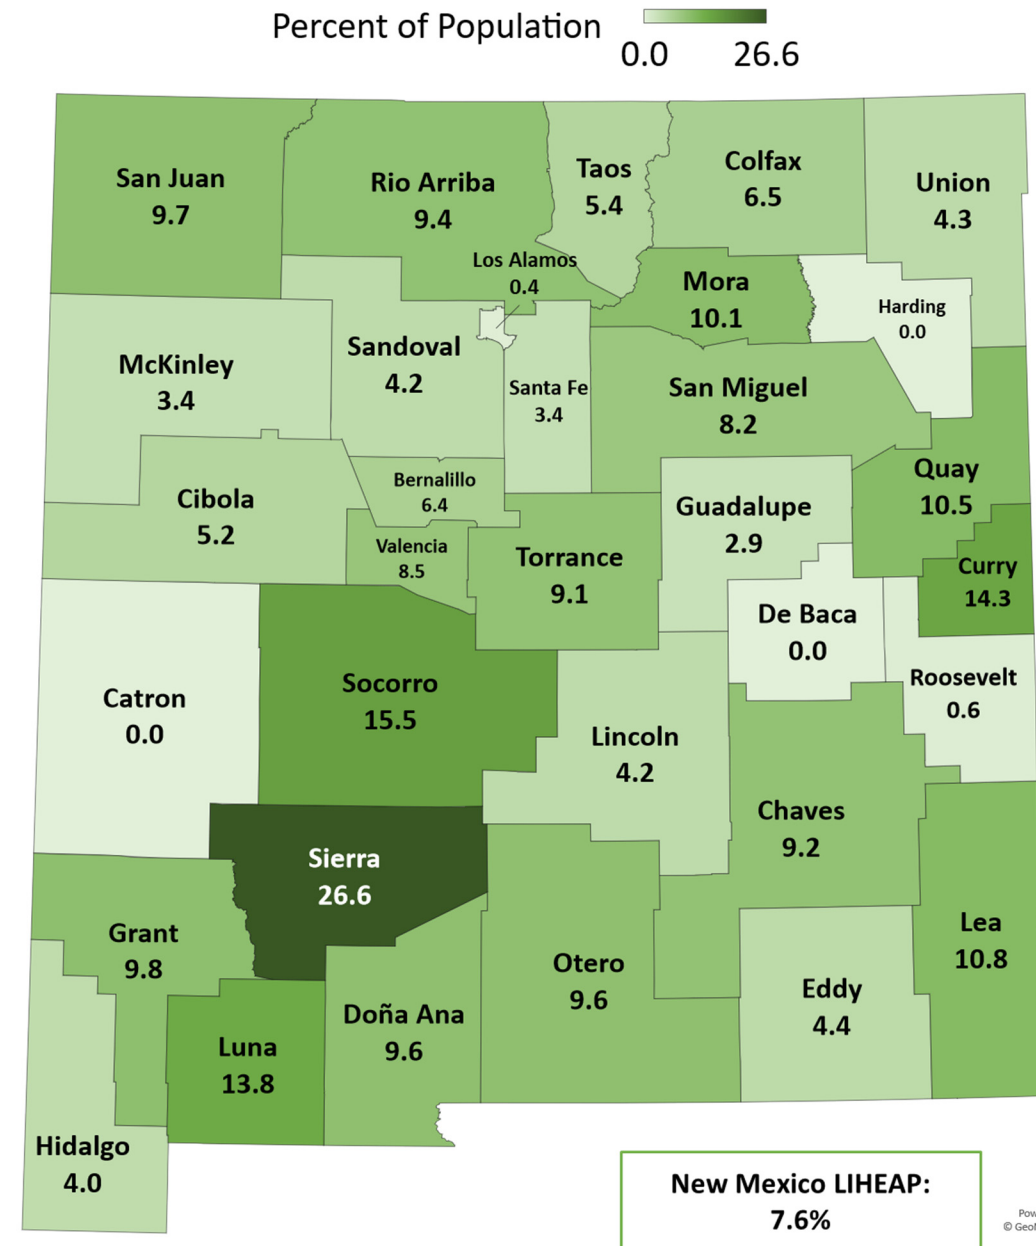 Percent of Population
0.0 26.6
San Juan
9.7
Rio Arriba
9.4
Taos
5.4
Colfax
6.5
Union
4.3
Los Alamos
0.4
Mora
10.1
Harding
0.0
McKinley
3.4
Sandoval
4.2
Santa Fe
3.4
San Miguel
8.2
Cibola
5.2
Bernalillo
6.4
Valencia
8.5
Torrance
9.1
Guadalupe
2.9
Quay
10.5
Curry
14.3
De Baca
0.0
Roosevelt
0.6
Catron
0.0
Socorro
15.5
Lincoln
4.2
Chaves
9.2
Sierra
26.6
Grant
9.8
Otero
9.6
Lea
10.8
Eddy
4.4
Doña Ana
9.6
Luna
13.8
Hidalgo
4.0
New Mexico LIHEAP:
7.6%